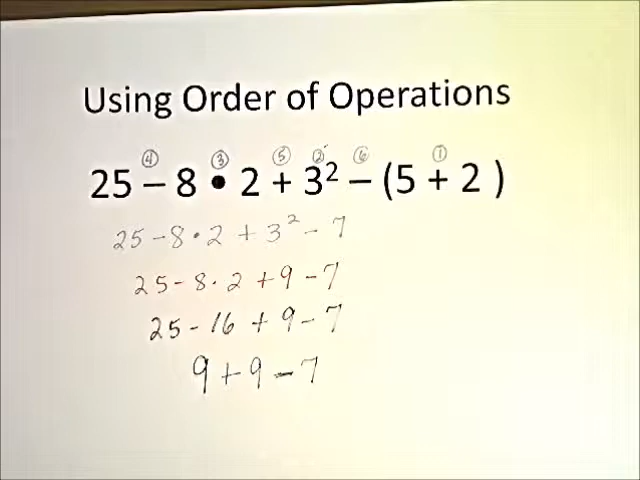 Using Order of Operations
④ ③ ⑤ ② ⑥ ①
25 – 8 • 2 + 3² – (5 + 2 )
25 – 8 • 2 + 3² – 7
25 – 8 · 2 + 9 – 7
25 – 16 + 9 – 7
9 + 9 – 7